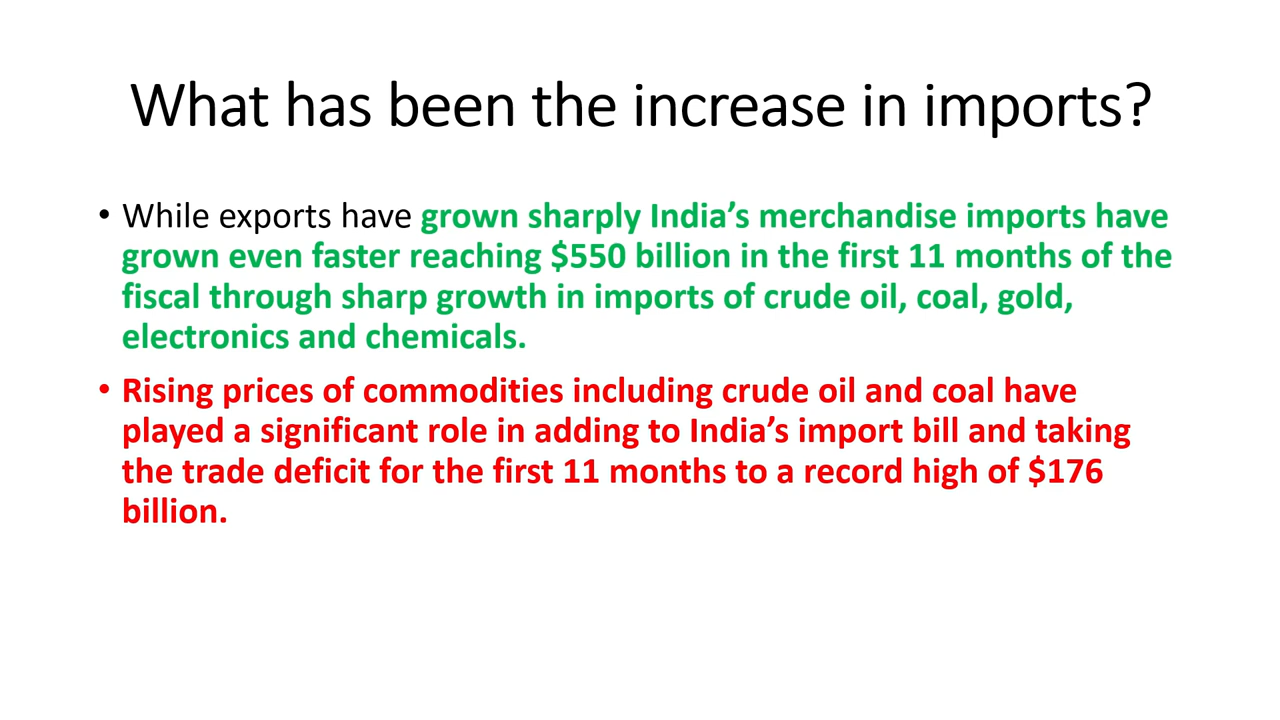 What has been the increase in imports?
• While exports have grown sharply India’s merchandise imports have
grown even faster reaching $550 billion in the first 11 months of the
fiscal through sharp growth in imports of crude oil, coal, gold,
electronics and chemicals.
• Rising prices of commodities including crude oil and coal have
played a significant role in adding to India’s import bill and taking
the trade deficit for the first 11 months to a record high of $176
billion.